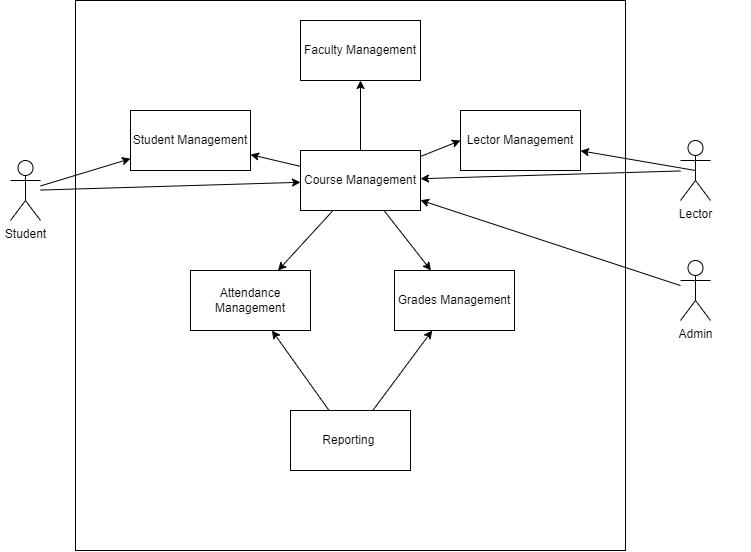 Faculty Management
Student Management
Lector Management
Course Management
Student
Lector
Attendance
Management
Grades Management
Admin
Reporting